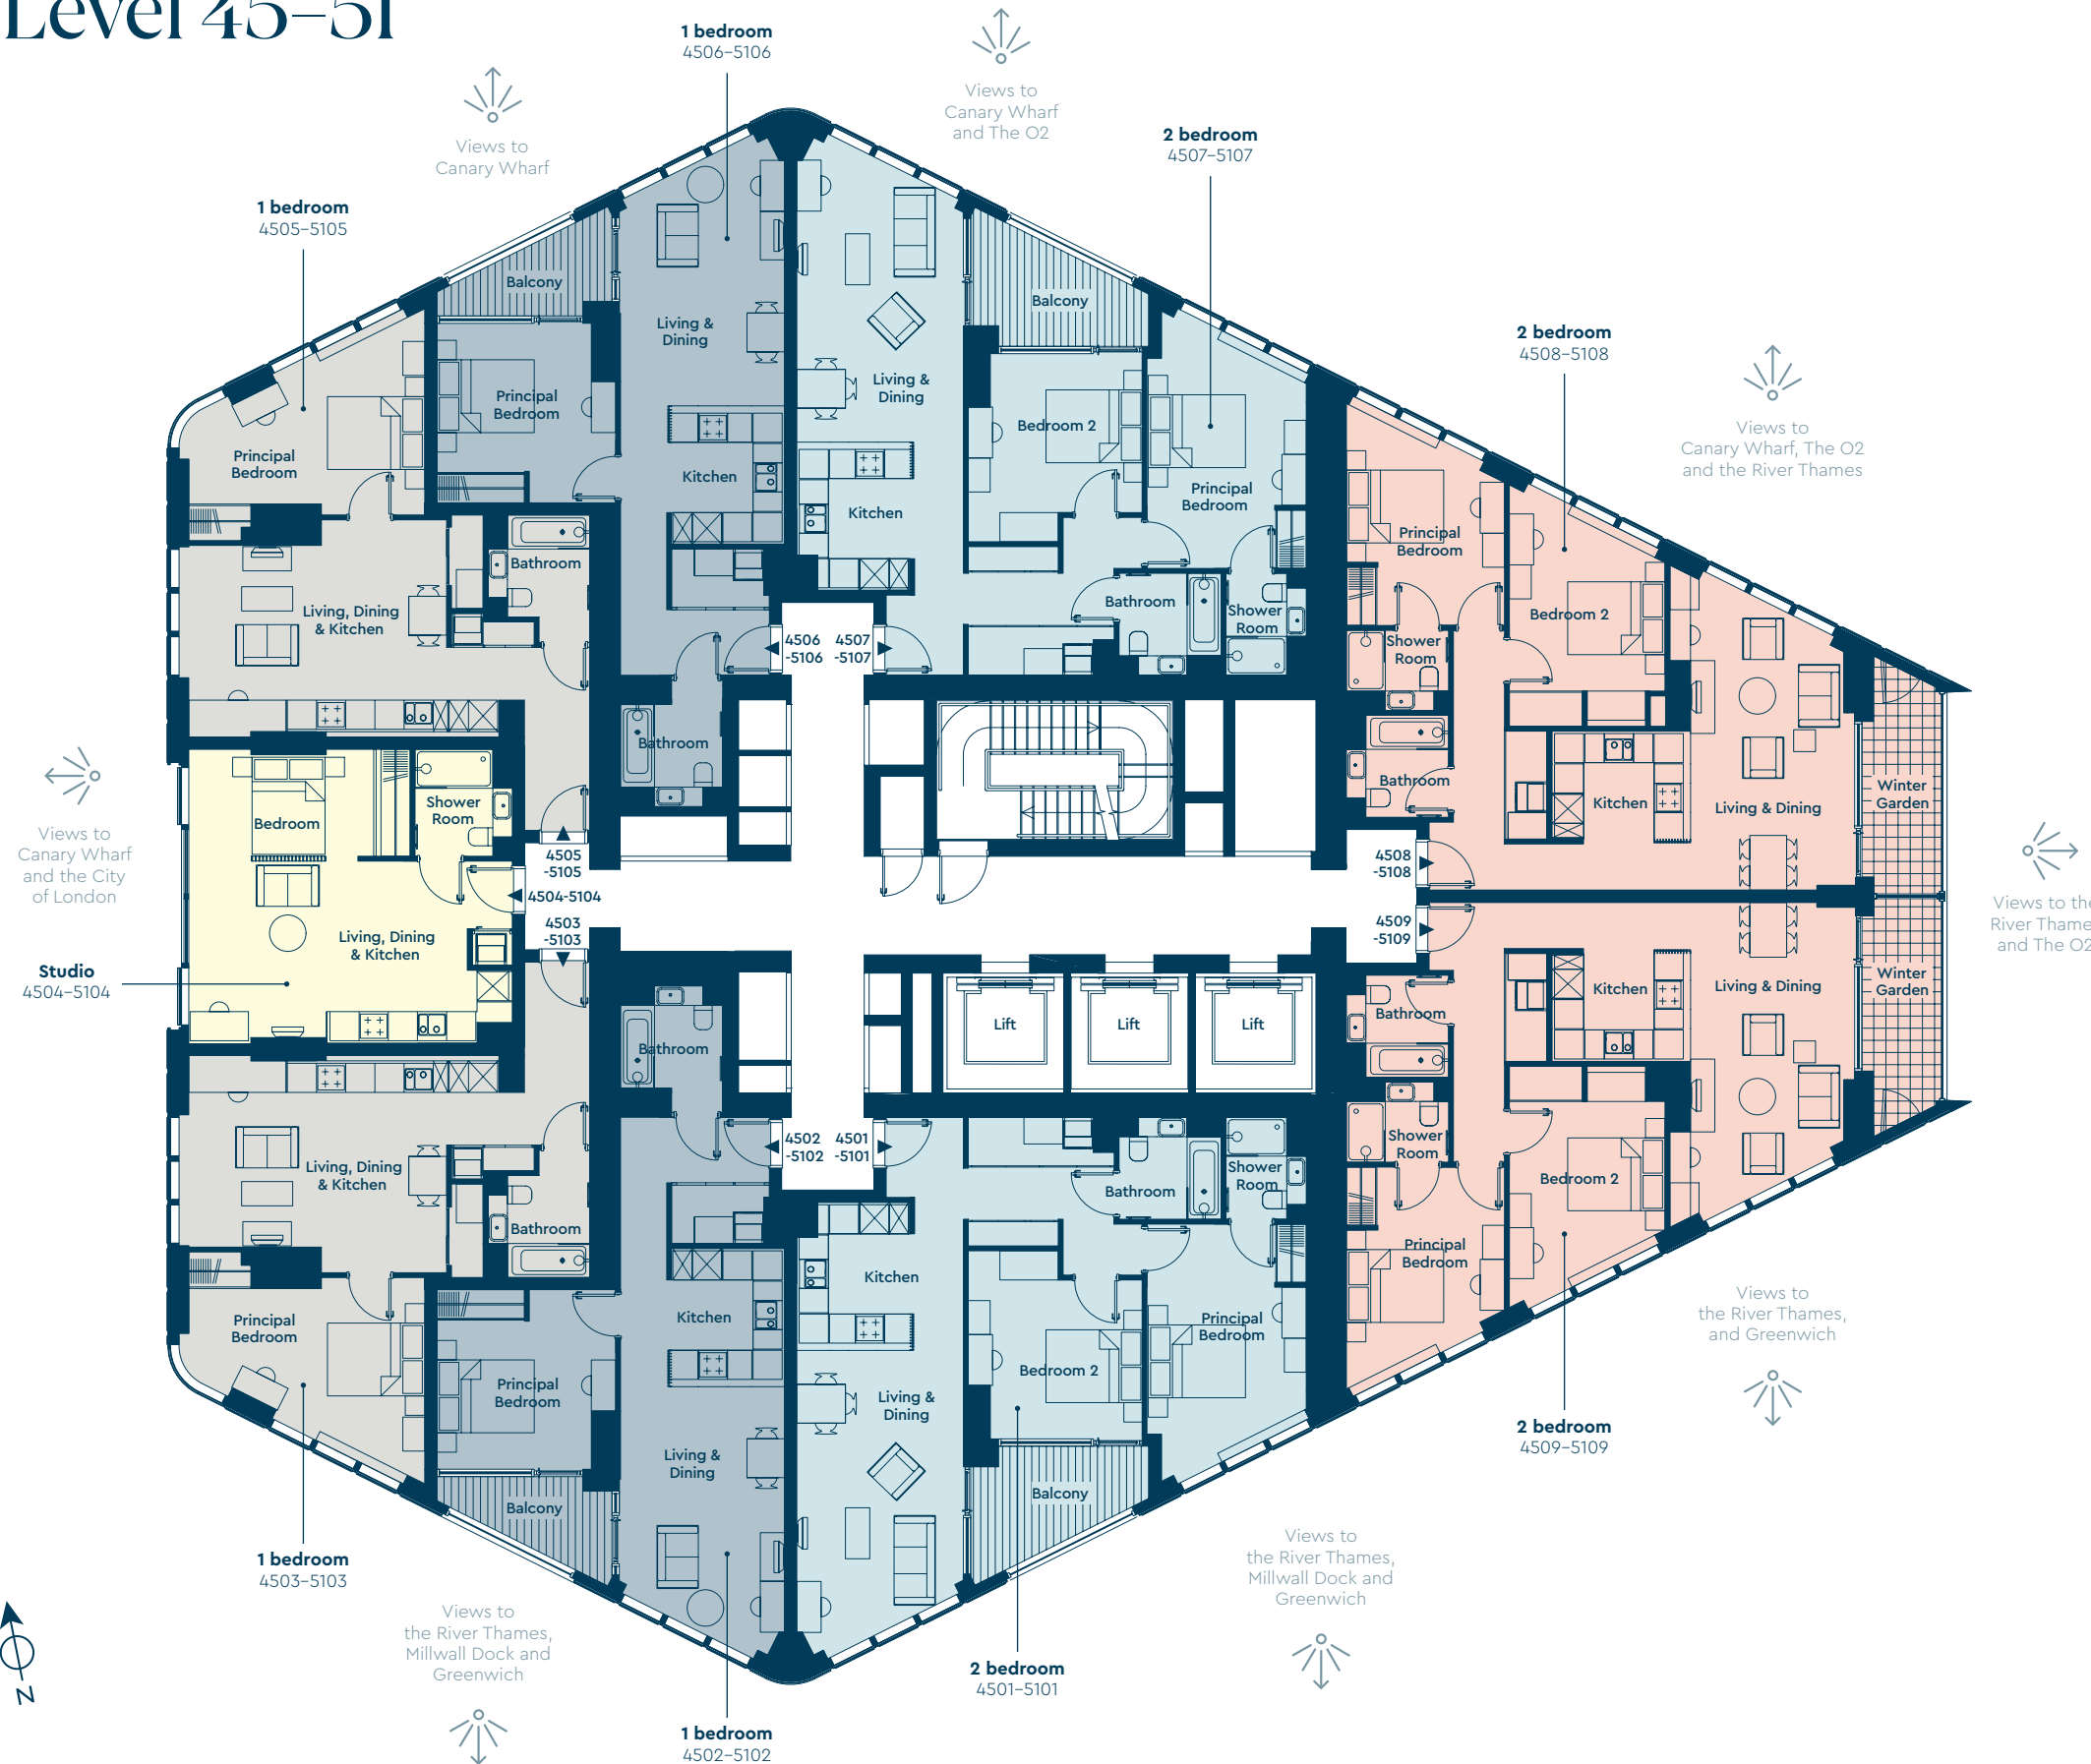 Level 45–51
1 bedroom
4506–5106
Views to
Canary Wharf
and The O2
Views to
Canary Wharf
2 bedroom
4507–5107
1 bedroom
4505–5105
Balcony
Balcony
Living &
Dining
2 bedroom
4508–5108
Principal
Bedroom
Living &
Dining
Bedroom 2
Views to
Canary Wharf, The O2
and the River Thames
Principal
Bedroom
Kitchen
Principal
Bedroom
Kitchen
Principal
Bedroom
Bathroom
Living, Dining
& Kitchen
Bathroom
Shower
Room
Bedroom 2
Shower
Room
4506
-5106
4507
-5107
Bathroom
Bathroom
Winter
Garden
Kitchen
Living & Dining
Views to
Canary Wharf
and the City
of London
Bedroom
Shower
Room
4505
-5105
4504-5104
4503
-5103
4508
-5108
4509
-5109
Views to the
River Thame
and The O2
Living, Dining
& Kitchen
Studio
4504–5104
Kitchen
Living & Dining
Winter
Garden
Bathroom
Lift
Lift
Lift
Bathroom
4502
-5102
4501
-5101
Shower
Room
Living, Dining
& Kitchen
Bathroom
Shower
Room
Bedroom 2
Bathroom
Kitchen
Principal
Bedroom
Principal
Bedroom
Kitchen
Principal
Bedroom
Views to
the River Thames,
and Greenwich
Bedroom 2
Principal
Bedroom
Living &
Dining
2 bedroom
4509–5109
Living &
Dining
Balcony
Balcony
1 bedroom
4503–5103
Views to
the River Thames,
Millwall Dock and
Greenwich
Views to
the River Thames,
Millwall Dock and
Greenwich
2 bedroom
4501–5101
N
1 bedroom
4502–5102